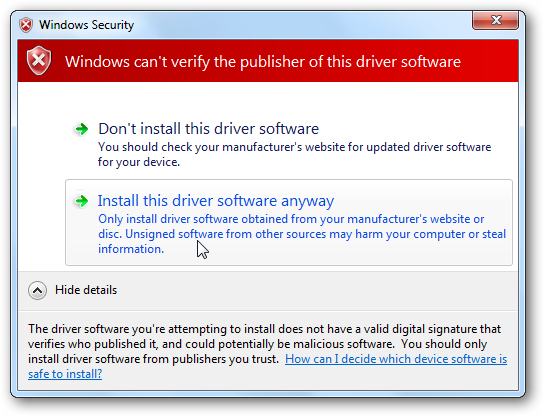 Windows Security
Windows can't verify the publisher of this driver software
Don't install this driver software
You should check your manufacturer's website for updated driver software
for your device.
Install this driver software anyway
Only install driver software obtained from your manufacturer's website or
disc. Unsigned software from other sources may harm your computer or steal
information.
Hide details
The driver software you're attempting to install does not have a valid digital signature that
verifies who published it, and could potentially be malicious software.  You should only
install driver software from publishers you trust.  How can I decide which device software is
safe to install?